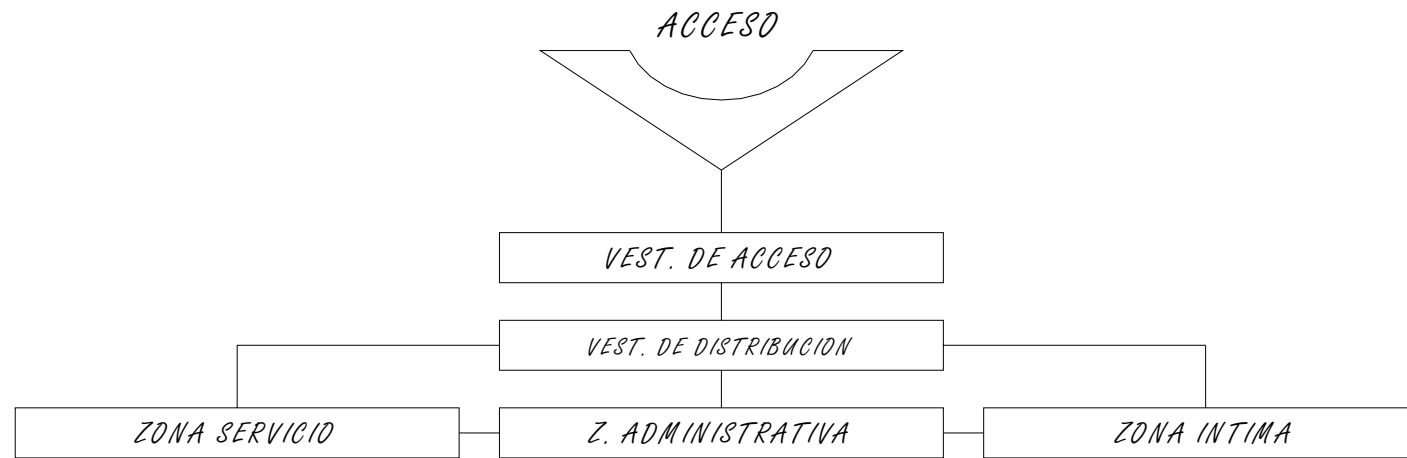 ACCESO
VEST. DE ACCESO
VEST. DE DISTRIBUCION
ZONA SERVICIO
Z. ADMINISTRATIVA
ZONA INTIMA